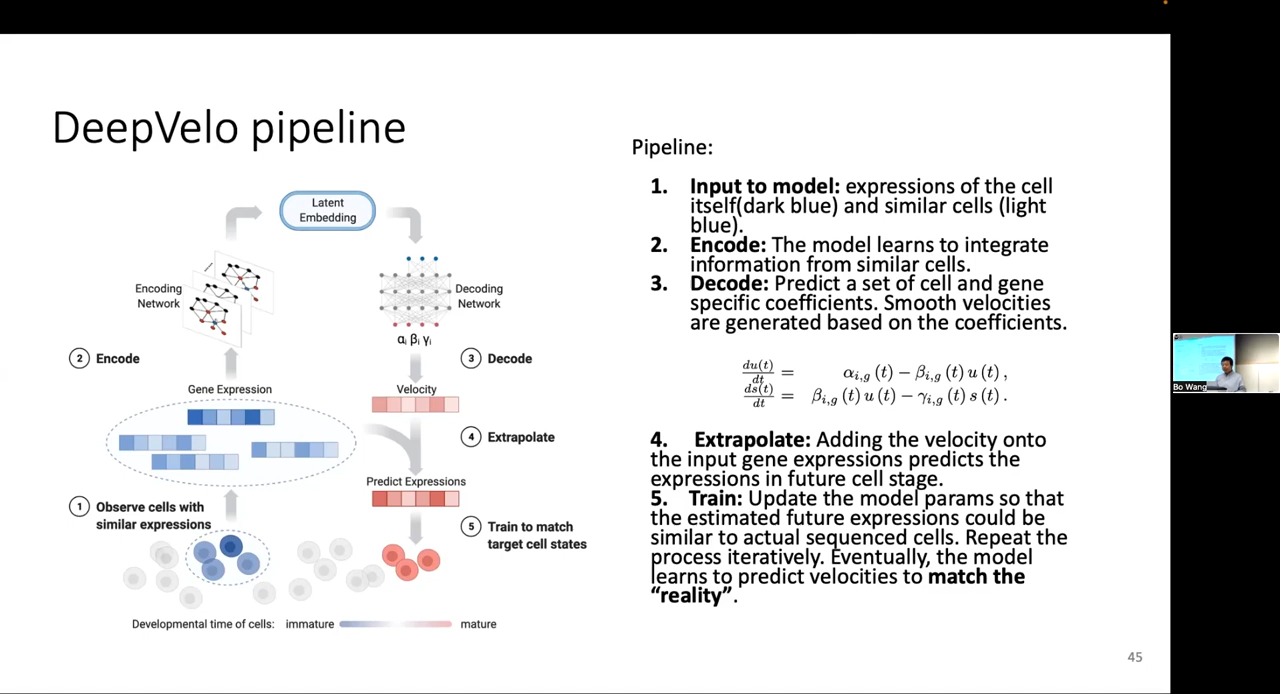 DeepVelo pipeline
Latent
Embedding
Encoding
Network
Decoding
Network
αᵢ βᵢ γᵢ
2 Encode
3 Decode
Gene Expression
Velocity
4 Extrapolate
Predict Expressions
1 Observe cells with
similar expressions
5 Train to match
target cell states
Developmental time of cells: immature mature
Pipeline:
1. Input to model: expressions of the cell
itself(dark blue) and similar cells (light
blue).
2. Encode: The model learns to integrate
information from similar cells.
3. Decode: Predict a set of cell and gene
specific coefficients. Smooth velocities
are generated based on the coefficients.
du(t)/dt = α_{i,g}(t) − β_{i,g}(t) u(t),
ds(t)/dt = β_{i,g}(t) u(t) − γ_{i,g}(t) s(t).
4. Extrapolate: Adding the velocity onto
the input gene expressions predicts the
expressions in future cell stage.
5. Train: Update the model params so that
the estimated future expressions could be
similar to actual sequenced cells. Repeat the
process iteratively. Eventually, the model
learns to predict velocities to match the
“reality”.
45
Bo Wang